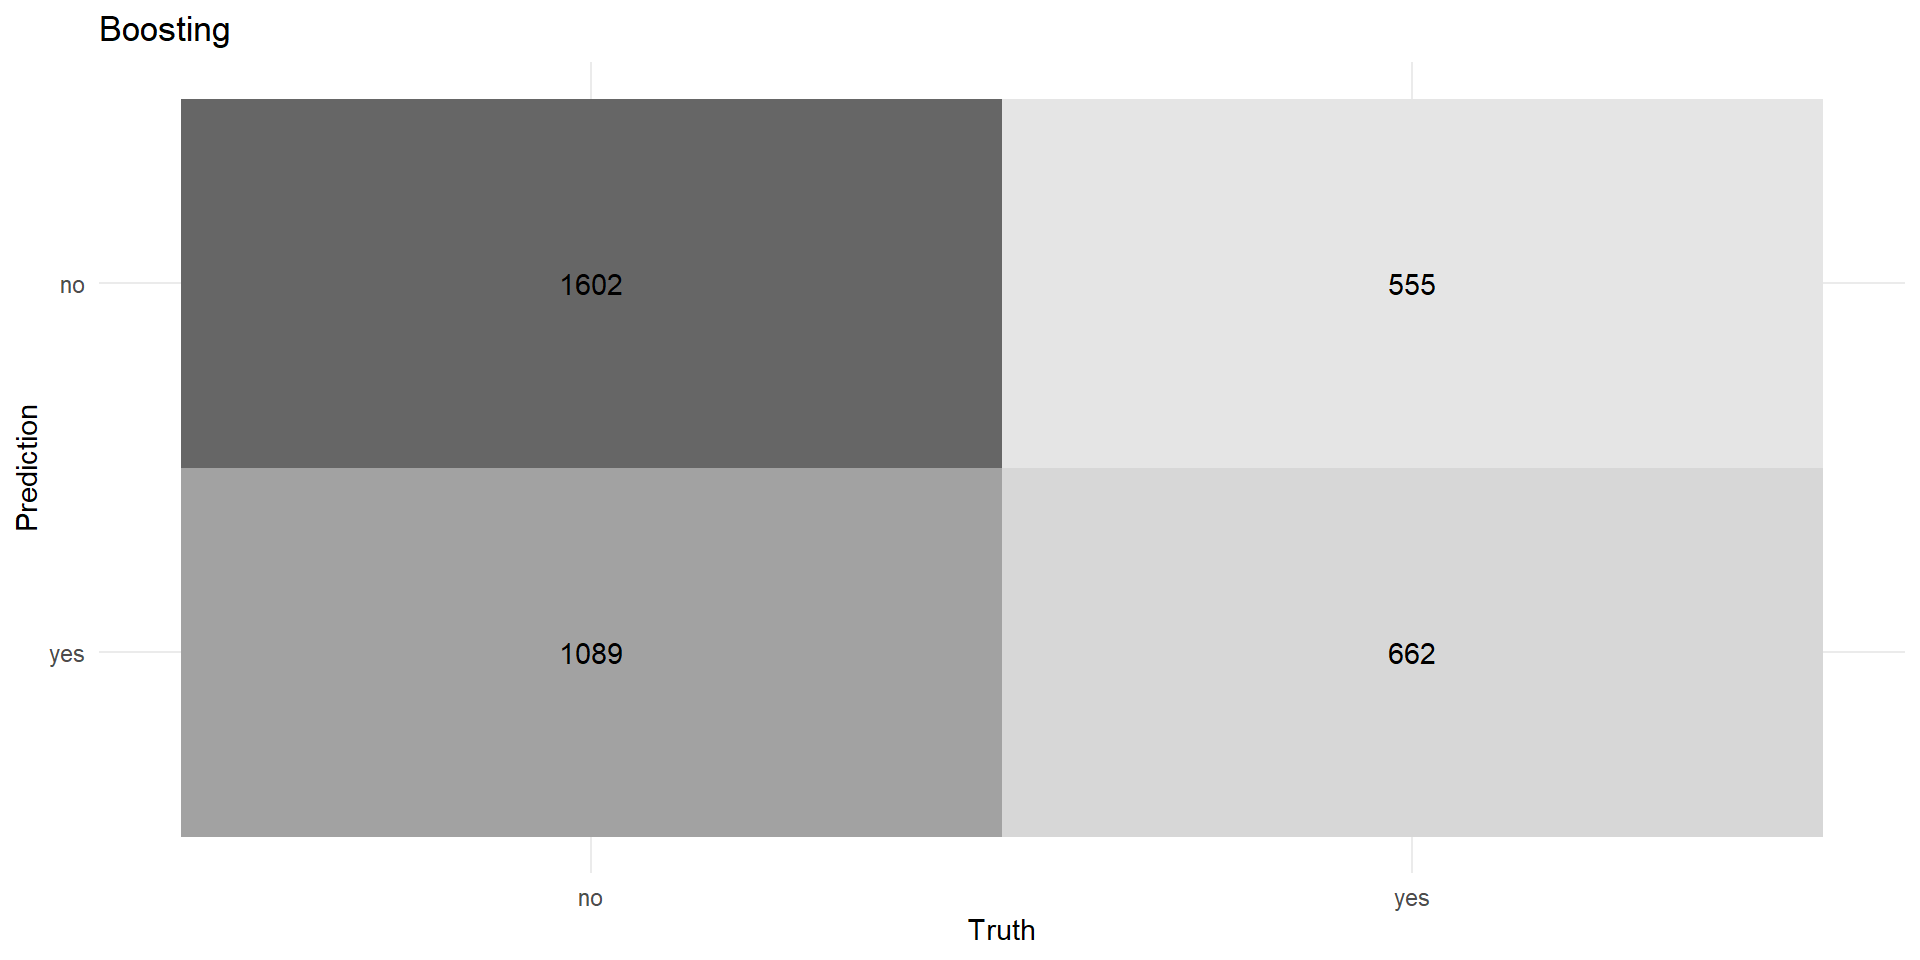 Boosting
Prediction
no
1602
555
yes
1089
662
no
yes
Truth